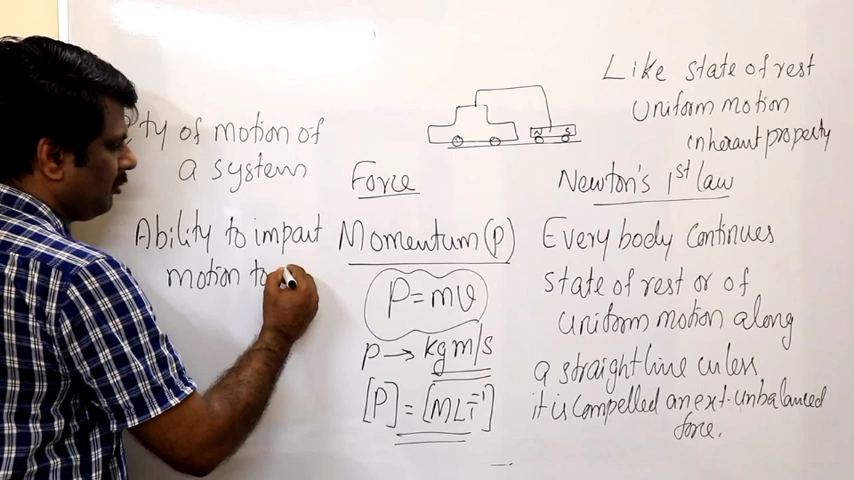 Qty of motion of
a system
Ability to impart
motion to
Force
Momentum (p)
P=mv
P → kg m/s
[P] = [MLT⁻¹]
N S
Like state of rest
Uniform motion
inherant property
Newton's 1st law
Every body continues
state of rest or of
uniform motion along
a straight line unless
it is compelled an ext. unbalanced
force.